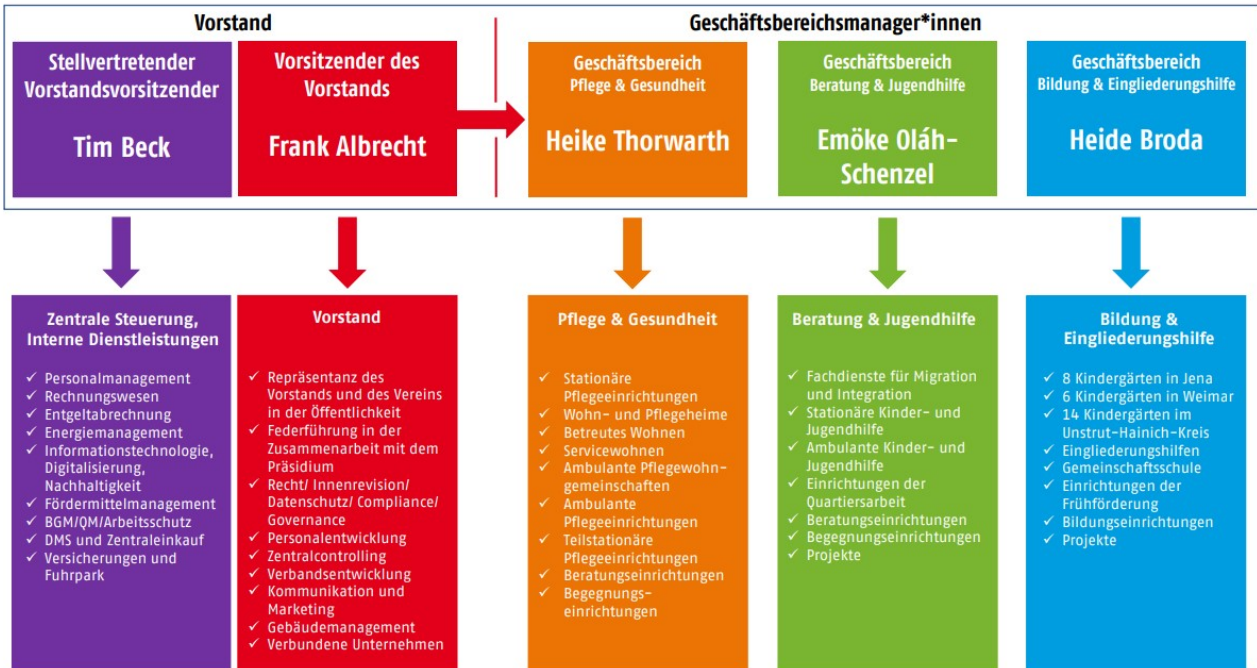 Vorstand
Geschäftsbereichsmanager*innen
Stellvertretender
Vorstandsvorsitzender
Tim Beck
Vorsitzender des
Vorstands
Frank Albrecht
Geschäftsbereich
Pflege & Gesundheit
Heike Thorwarth
Geschäftsbereich
Beratung & Jugendhilfe
Emöke Oláh-
Schenzel
Geschäftsbereich
Bildung & Eingliederungshilfe
Heide Broda
Zentrale Steuerung,
Interne Dienstleistungen
✓ Personalmanagement
✓ Rechnungswesen
✓ Entgeltabrechnung
✓ Energiemanagement
✓ Informationstechnologie,
Digitalisierung,
Nachhaltigkeit
✓ Fördermittelmanagement
✓ BGM/QM/Arbeitsschutz
✓ DMS und Zentraleinkauf
✓ Versicherungen und
Fuhrpark
Vorstand
✓ Repräsentanz des
Vorstands und des Vereins
in der Öffentlichkeit
✓ Federführung in der
Zusammenarbeit mit dem
Präsidium
✓ Recht/ Innenrevision/
Datenschutz/ Compliance/
Governance
✓ Personalentwicklung
✓ Zentralcontrolling
✓ Verbandsentwicklung
✓ Kommunikation und
Marketing
✓ Gebäudemanagement
✓ Verbundene Unternehmen
Pflege & Gesundheit
✓ Stationäre
Pflegeeinrichtungen
✓ Wohn- und Pflegeheime
✓ Betreutes Wohnen
✓ Servicewohnen
✓ Ambulante Pflegewohn-
gemeinschaften
✓ Ambulante
Pflegeeinrichtungen
✓ Teilstationäre
Pflegeeinrichtungen
✓ Beratungseinrichtungen
✓ Begegnungs-
einrichtungen
Beratung & Jugendhilfe
✓ Fachdienste für Migration
und Integration
✓ Stationäre Kinder- und
Jugendhilfe
✓ Ambulante Kinder- und
Jugendhilfe
✓ Einrichtungen der
Quartiersarbeit
✓ Beratungseinrichtungen
✓ Begegnungseinrichtungen
✓ Projekte
Bildung &
Eingliederungshilfe
✓ 8 Kindergärten in Jena
✓ 6 Kindergärten in Weimar
✓ 14 Kindergärten im
Unstrut-Hainich-Kreis
✓ Eingliederungshilfen
✓ Gemeinschaftsschule
✓ Einrichtungen der
Frühförderung
✓ Bildungseinrichtungen
✓ Projekte